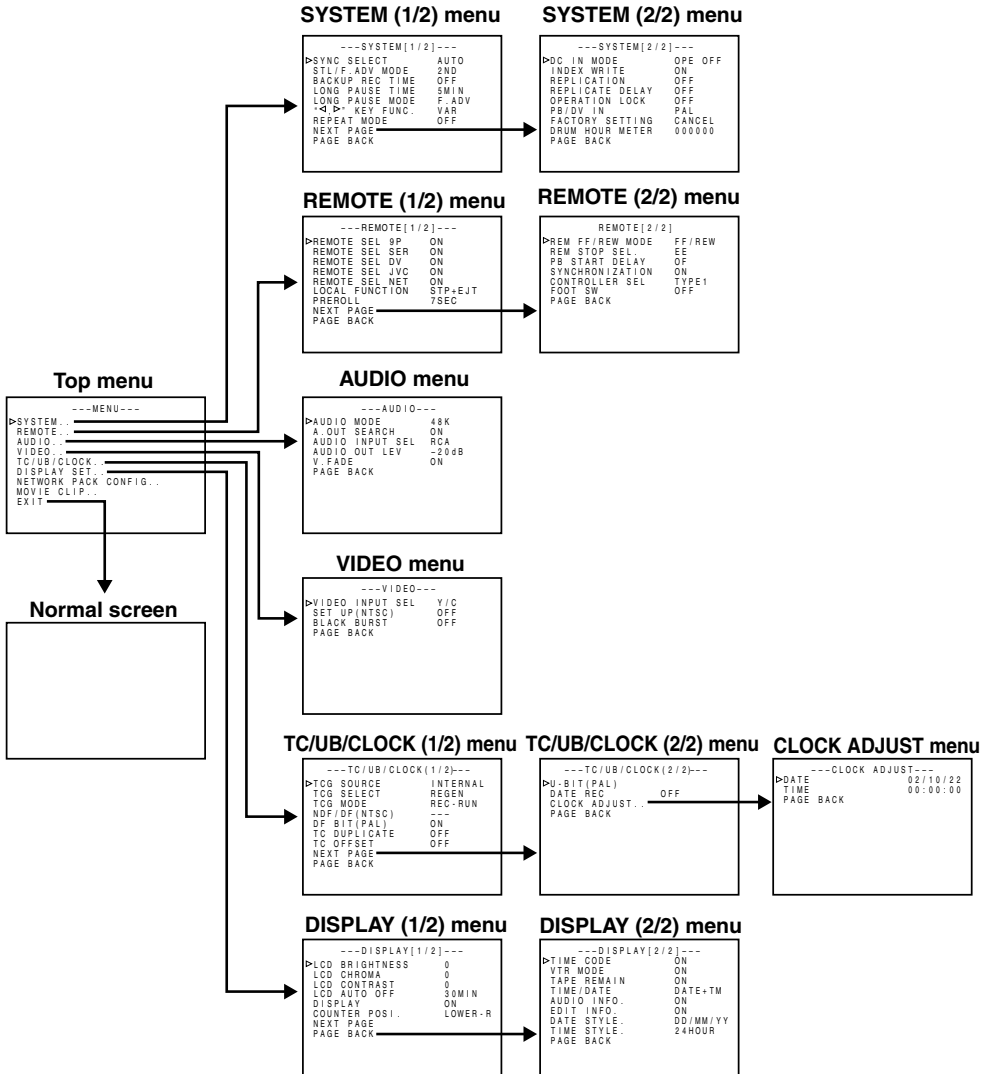 SYSTEM (1/2) menu
---SYSTEM[1/2]---
▷SYNC SELECT AUTO
STL/F.ADV MODE 2ND
BACKUP REC TIME OFF
LONG PAUSE TIME 5MIN
LONG PAUSE MODE F.ADV
"◁,▷" KEY FUNC. VAR
REPEAT MODE OFF
NEXT PAGE
PAGE BACK
SYSTEM (2/2) menu
---SYSTEM[2/2]---
▷DC IN MODE OPE OFF
INDEX WRITE ON
REPLICATION OFF
REPLICATE DELAY OFF
OPERATION LOCK OFF
PB/DV IN PAL
FACTORY SETTING CANCEL
DRUM HOUR METER 000000
PAGE BACK
REMOTE (1/2) menu
---REMOTE[1/2]---
▷REMOTE SEL 9P ON
REMOTE SEL SER ON
REMOTE SEL DV ON
REMOTE SEL JVC ON
REMOTE SEL NET ON
LOCAL FUNCTION STP+EJT
PREROLL 7SEC
NEXT PAGE
PAGE BACK
REMOTE (2/2) menu
REMOTE[2/2]
▷REM FF/REW MODE FF/REW
REM STOP SEL. EE
PB START DELAY OF
SYNCHRONIZATION ON
CONTROLLER SEL TYPE1
FOOT SW OFF
PAGE BACK
Top menu
---MENU---
▷SYSTEM..
REMOTE..
AUDIO..
VIDEO..
TC/UB/CLOCK..
DISPLAY SET..
NETWORK PACK CONFIG..
MOVIE CLIP..
EXIT
AUDIO menu
---AUDIO---
▷AUDIO MODE 48K
A.OUT SEARCH ON
AUDIO INPUT SEL RCA
AUDIO OUT LEV -20dB
V.FADE ON
PAGE BACK
Normal screen
VIDEO menu
---VIDEO---
▷VIDEO INPUT SEL Y/C
SET UP(NTSC) OFF
BLACK BURST OFF
PAGE BACK
TC/UB/CLOCK (1/2) menu
---TC/UB/CLOCK(1/2)---
▷TCG SOURCE INTERNAL
TCG SELECT REGEN
TCG MODE REC-RUN
NDF/DF(NTSC) ---
DF BIT(PAL) ON
TC DUPLICATE OFF
TC OFFSET OFF
NEXT PAGE
PAGE BACK
TC/UB/CLOCK (2/2) menu
---TC/UB/CLOCK(2/2)---
▷U-BIT(PAL)
DATE REC OFF
CLOCK ADJUST..
PAGE BACK
CLOCK ADJUST menu
---CLOCK ADJUST---
▷DATE 02/10/22
TIME 00:00:00
PAGE BACK
DISPLAY (1/2) menu
---DISPLAY[1/2]---
▷LCD BRIGHTNESS 0
LCD CHROMA 0
LCD CONTRAST 0
LCD AUTO OFF 30MIN
DISPLAY ON
COUNTER POSI. LOWER-R
NEXT PAGE
PAGE BACK
DISPLAY (2/2) menu
---DISPLAY[2/2]---
▷TIME CODE ON
VTR MODE ON
TAPE REMAIN ON
TIME/DATE DATE+TM
AUDIO INFO. ON
EDIT INFO. ON
DATE STYLE. DD/MM/YY
TIME STYLE. 24HOUR
PAGE BACK